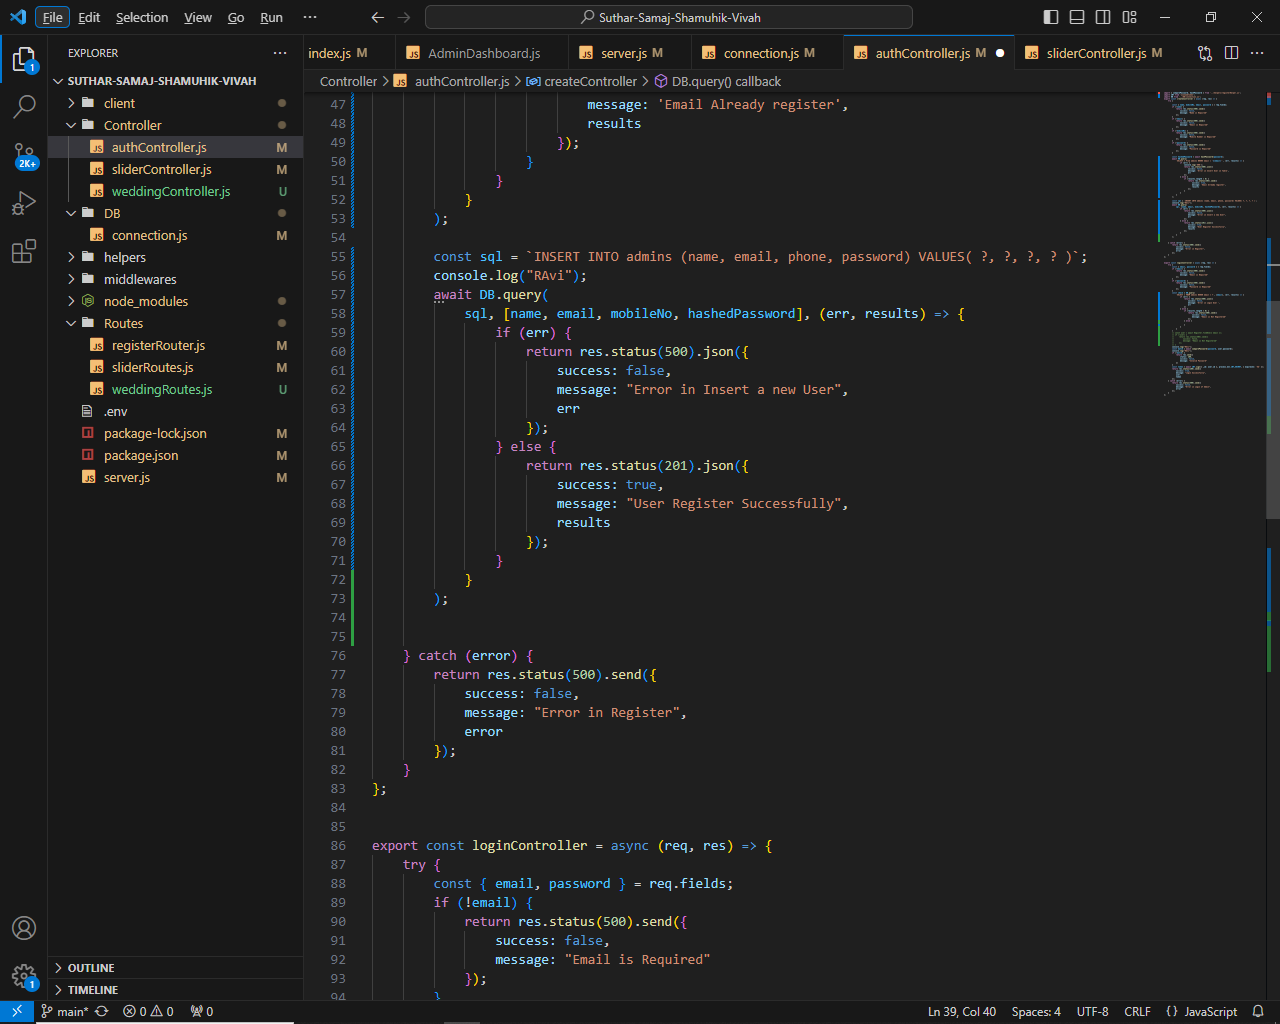 File Edit Selection View Go Run ··· Suthar-Samaj-Shamuhik-Vivah
EXPLORER ···
SUTHAR-SAMAJ-SHAMUHIK-VIVAH
client
Controller
authController.js M
sliderController.js M
weddingController.js U
DB
connection.js M
helpers
middlewares
node_modules
Routes
registerRouter.js M
sliderRoutes.js M
weddingRoutes.js U
.env
package-lock.json M
package.json M
server.js M
OUTLINE
TIMELINE
1
2K+
1
index.js M AdminDashboard.js server.js M connection.js M authController.js M sliderController.js M ···
Controller > authController.js > createController > DB.query() callback
47 message: 'Email Already register',
48 results
49 });
50 }
51 }
52 }
53 );
54
55 const sql = `INSERT INTO admins (name, email, phone, password) VALUES( ?, ?, ?, ? )`;
56 console.log("RAvi");
57 await DB.query(
58 sql, [name, email, mobileNo, hashedPassword], (err, results) => {
59 if (err) {
60 return res.status(500).json({
61 success: false,
62 message: "Error in Insert a new User",
63 err
64 });
65 } else {
66 return res.status(201).json({
67 success: true,
68 message: "User Register Successfully",
69 results
70 });
71 }
72 }
73 );
74
75
76 } catch (error) {
77 return res.status(500).send({
78 success: false,
79 message: "Error in Register",
80 error
81 });
82 }
83 };
84
85
86 export const loginController = async (req, res) => {
87 try {
88 const { email, password } = req.fields;
89 if (!email) {
90 return res.status(500).send({
91 success: false,
92 message: "Email is Required"
93 });
94 }
main* 0 0 0 Ln 39, Col 40 Spaces: 4 UTF-8 CRLF {} JavaScript